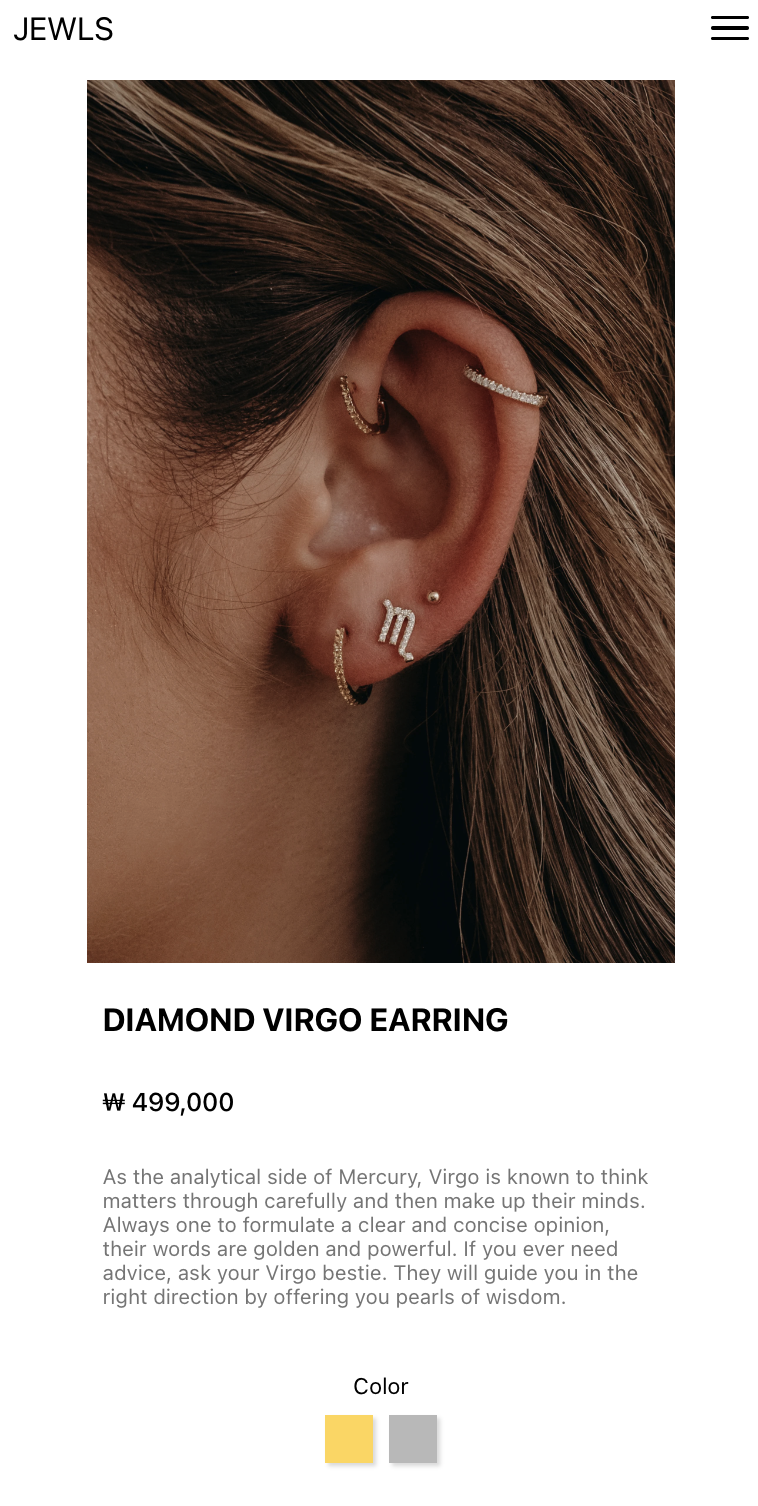 JEWLS
DIAMOND VIRGO EARRING
₩ 499,000
As the analytical side of Mercury, Virgo is known to think
matters through carefully and then make up their minds.
Always one to formulate a clear and concise opinion,
their words are golden and powerful. If you ever need
advice, ask your Virgo bestie. They will guide you in the
right direction by offering you pearls of wisdom.
Color